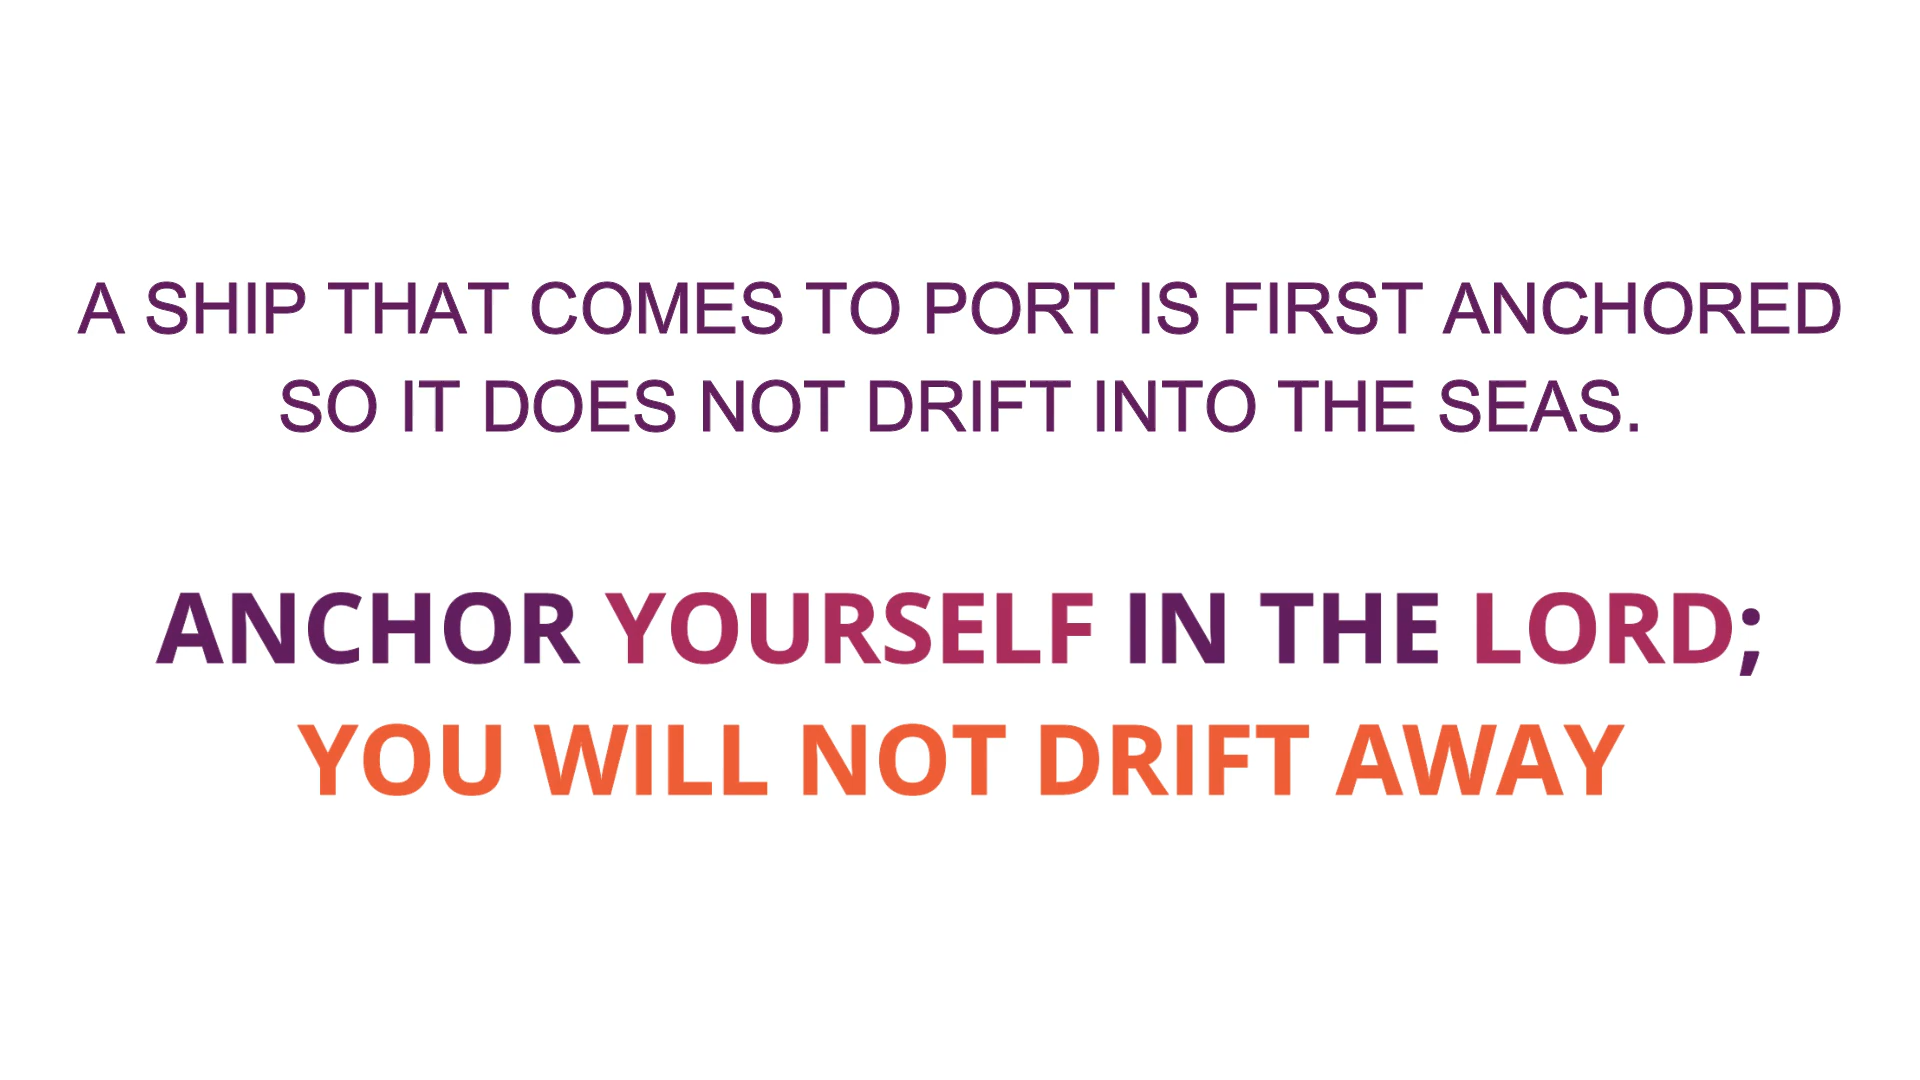 A SHIP THAT COMES TO PORT IS FIRST ANCHORED
SO IT DOES NOT DRIFT INTO THE SEAS.
ANCHOR YOURSELF IN THE LORD;
YOU WILL NOT DRIFT AWAY